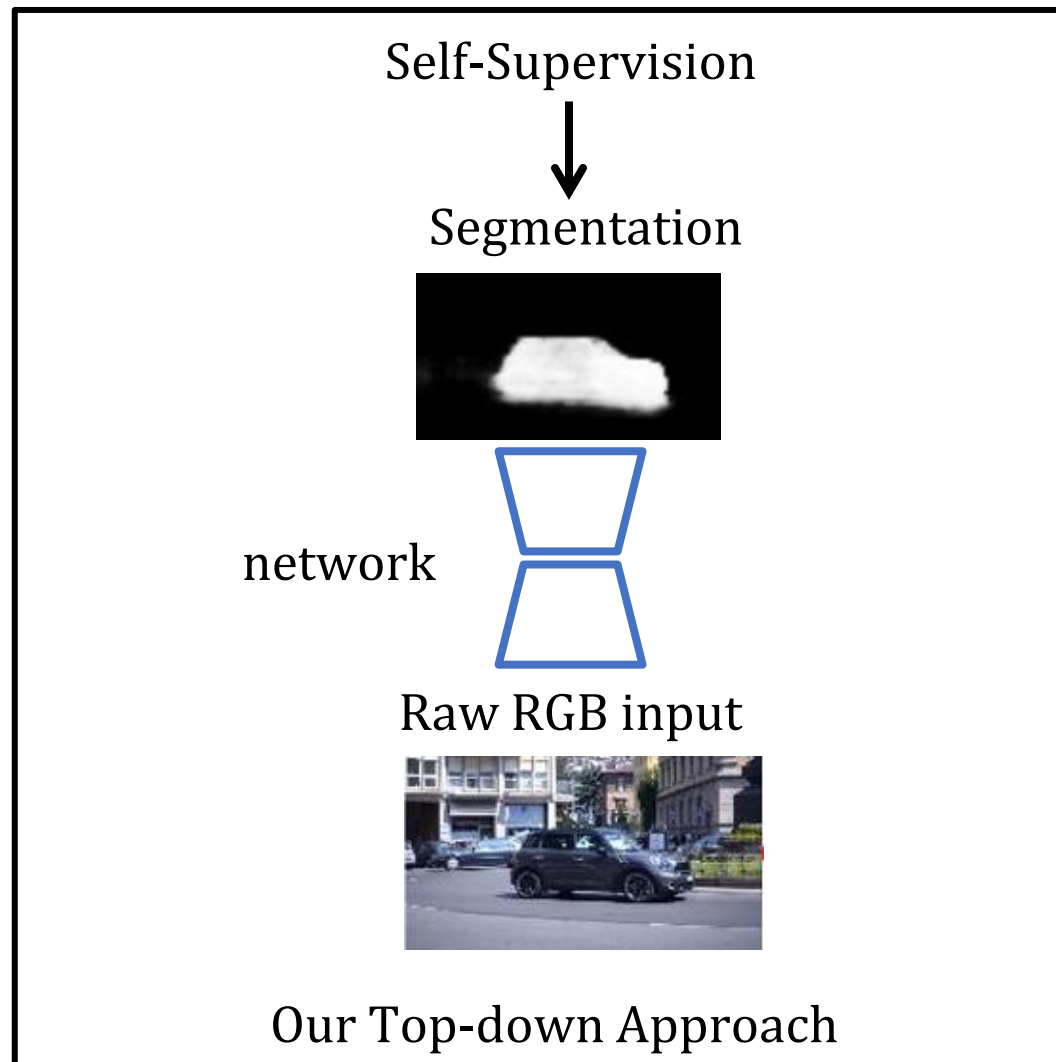 Self-Supervision
Segmentation
network
Raw RGB input
Our Top-down Approach